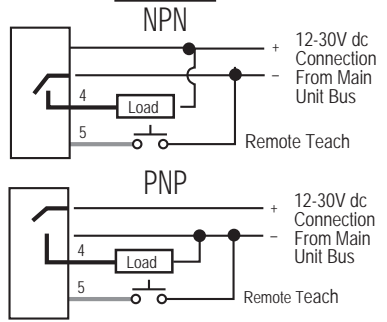 NPN
+
12-30V dc
Connection
–
From Main
Unit Bus
4
Load
5
Remote Teach
PNP
+
12-30V dc
Connection
–
From Main
Unit Bus
4
Load
5
Remote Teach